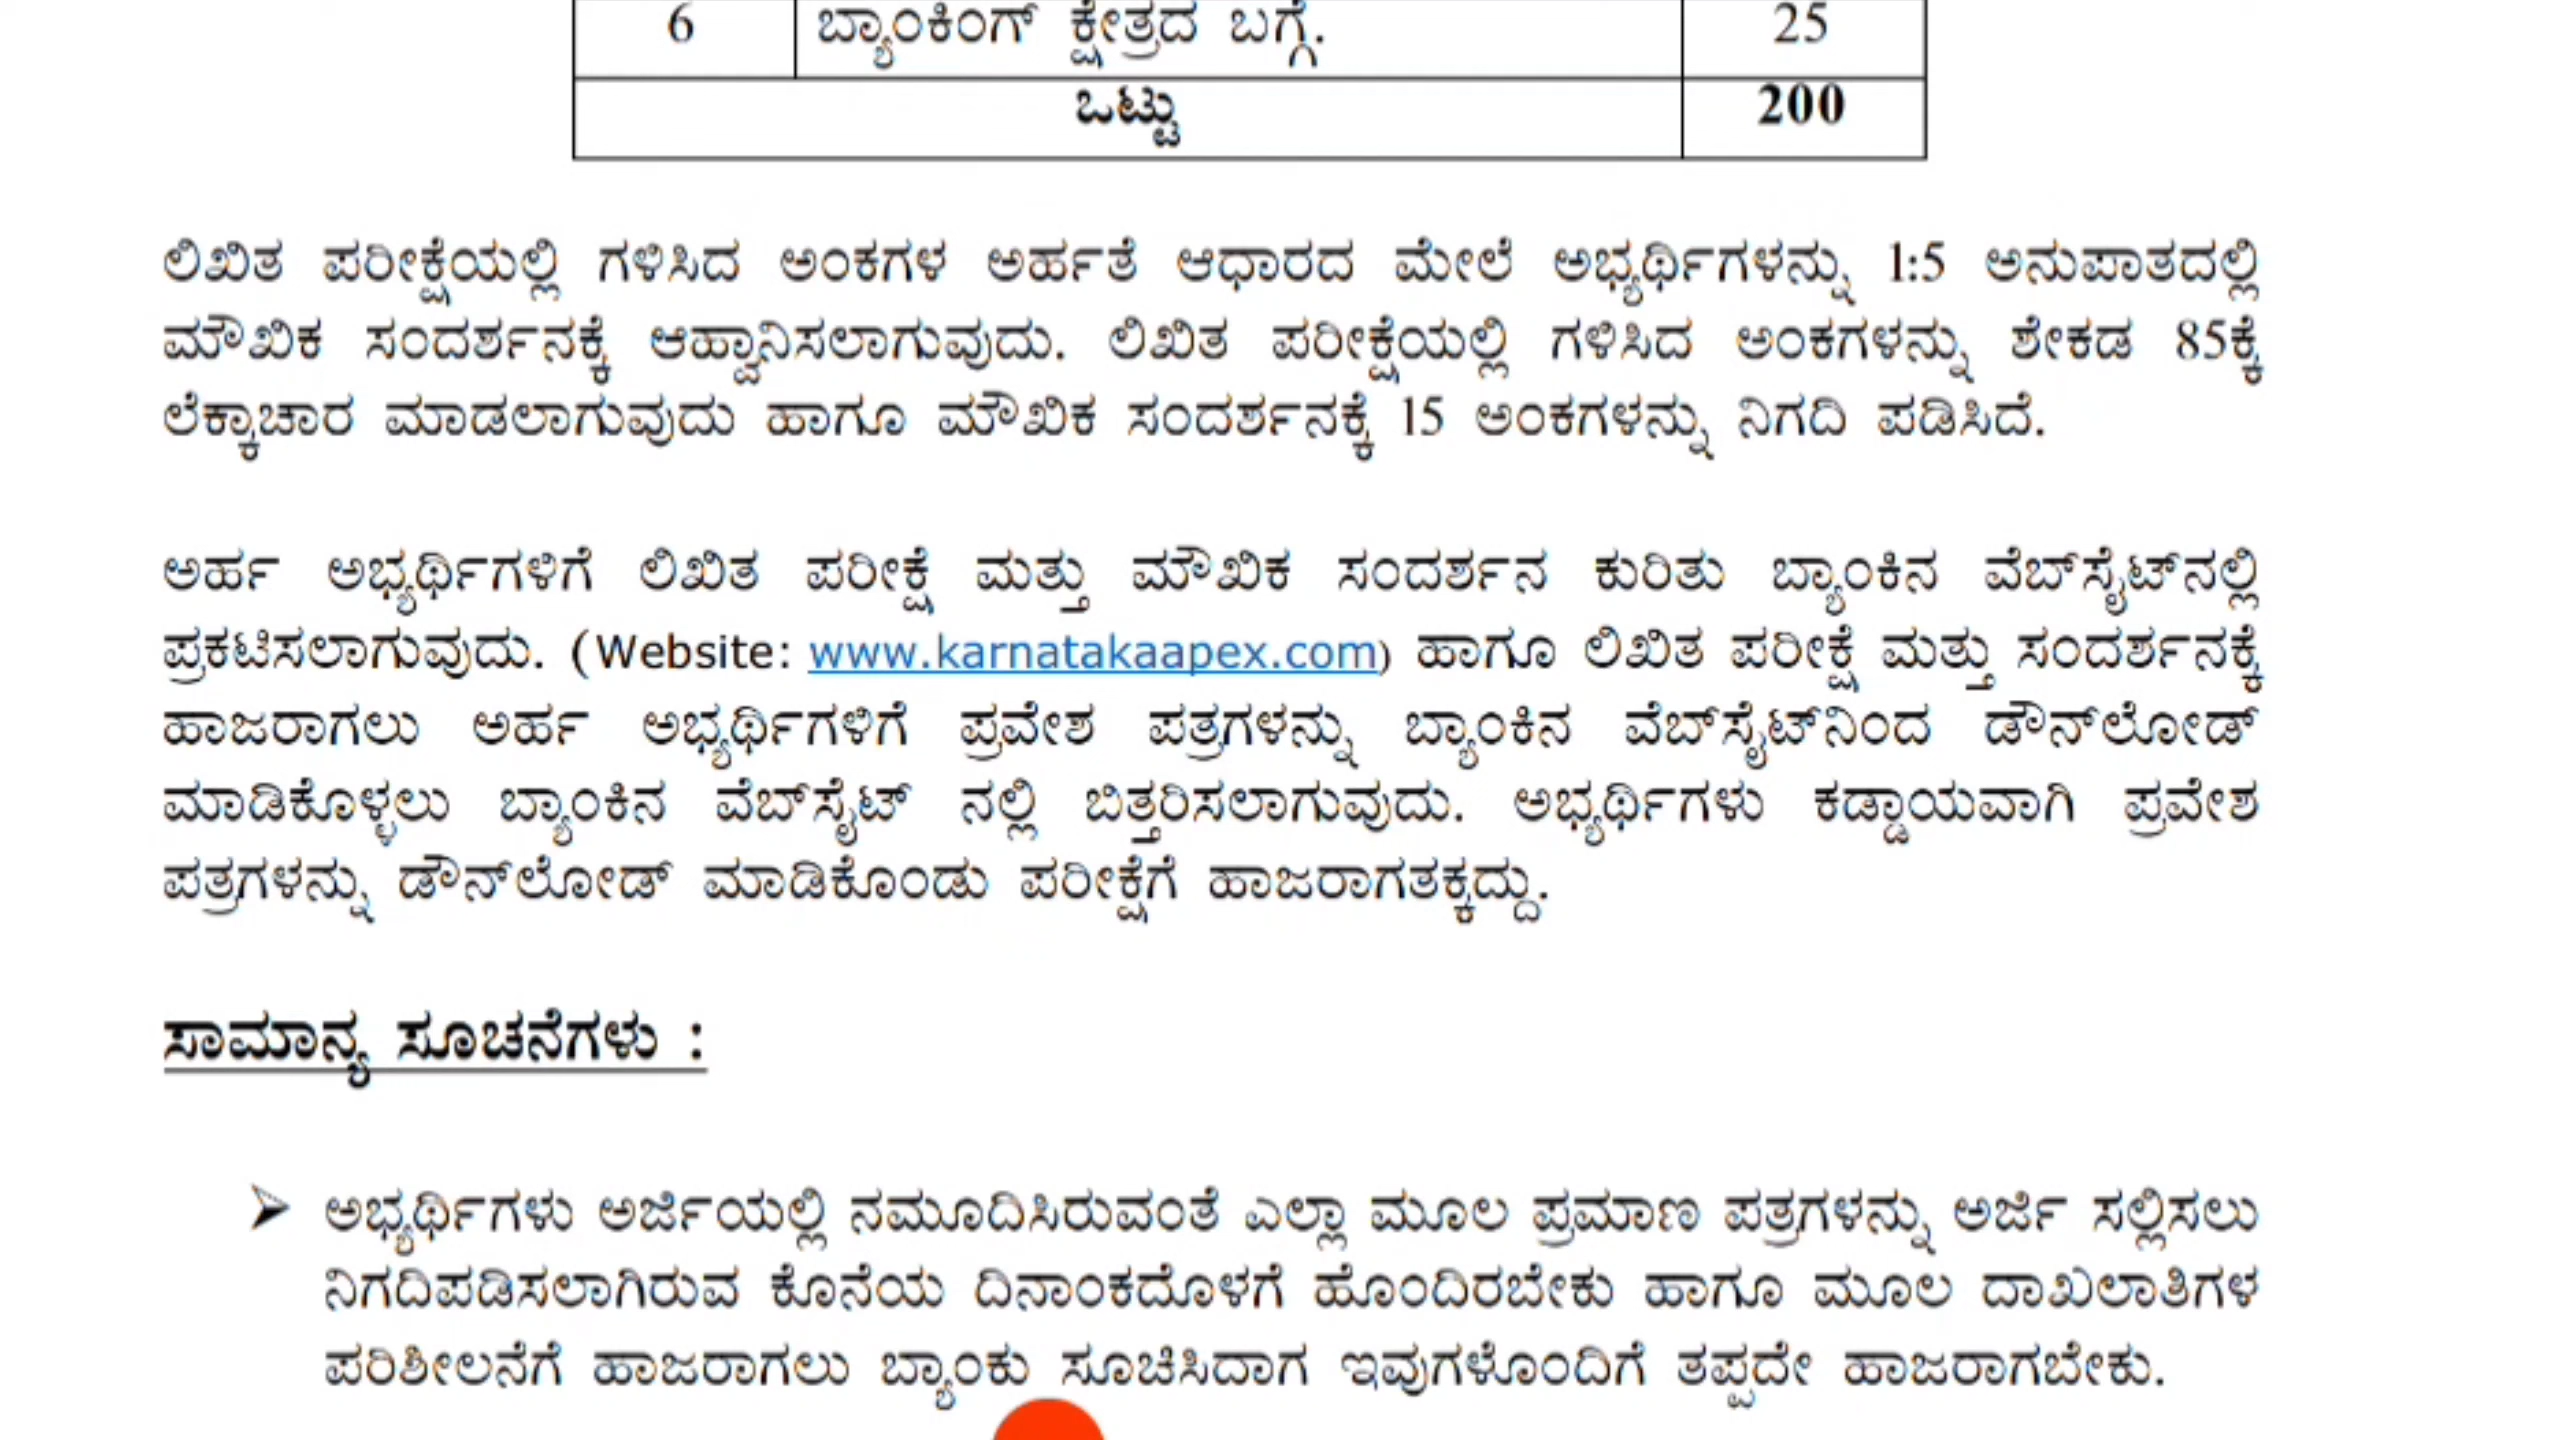 6 ಬ್ಯಾಂಕಿಂಗ್ ಕ್ಷೇತ್ರದ ಬಗ್ಗೆ. 25
ಒಟ್ಟು 200
ಲಿಖಿತ ಪರೀಕ್ಷೆಯಲ್ಲಿ ಗಳಿಸಿದ ಅಂಕಗಳ ಅರ್ಹತೆ ಆಧಾರದ ಮೇಲೆ ಅಭ್ಯರ್ಥಿಗಳನ್ನು 1:5 ಅನುಪಾತದಲ್ಲಿ
ಮೌಖಿಕ ಸಂದರ್ಶನಕ್ಕೆ ಆಹ್ವಾನಿಸಲಾಗುವುದು. ಲಿಖಿತ ಪರೀಕ್ಷೆಯಲ್ಲಿ ಗಳಿಸಿದ ಅಂಕಗಳನ್ನು ಶೇಕಡ 85ಕ್ಕೆ
ಲೆಕ್ಕಾಚಾರ ಮಾಡಲಾಗುವುದು ಹಾಗೂ ಮೌಖಿಕ ಸಂದರ್ಶನಕ್ಕೆ 15 ಅಂಕಗಳನ್ನು ನಿಗದಿ ಪಡಿಸಿದೆ.
ಅರ್ಹ ಅಭ್ಯರ್ಥಿಗಳಿಗೆ ಲಿಖಿತ ಪರೀಕ್ಷೆ ಮತ್ತು ಮೌಖಿಕ ಸಂದರ್ಶನ ಕುರಿತು ಬ್ಯಾಂಕಿನ ವೆಬ್‌ಸೈಟ್‌ನಲ್ಲಿ
ಪ್ರಕಟಿಸಲಾಗುವುದು. (Website: www.karnatakaapex.com) ಹಾಗೂ ಲಿಖಿತ ಪರೀಕ್ಷೆ ಮತ್ತು ಸಂದರ್ಶನಕ್ಕೆ
ಹಾಜರಾಗಲು ಅರ್ಹ ಅಭ್ಯರ್ಥಿಗಳಿಗೆ ಪ್ರವೇಶ ಪತ್ರಗಳನ್ನು ಬ್ಯಾಂಕಿನ ವೆಬ್‌ಸೈಟ್‌ನಿಂದ ಡೌನ್‌ಲೋಡ್
ಮಾಡಿಕೊಳ್ಳಲು ಬ್ಯಾಂಕಿನ ವೆಬ್‌ಸೈಟ್ ನಲ್ಲಿ ಬಿತ್ತರಿಸಲಾಗುವುದು. ಅಭ್ಯರ್ಥಿಗಳು ಕಡ್ಡಾಯವಾಗಿ ಪ್ರವೇಶ
ಪತ್ರಗಳನ್ನು ಡೌನ್‌ಲೋಡ್ ಮಾಡಿಕೊಂಡು ಪರೀಕ್ಷೆಗೆ ಹಾಜರಾಗತಕ್ಕದ್ದು.
ಸಾಮಾನ್ಯ ಸೂಚನೆಗಳು :
➢ ಅಭ್ಯರ್ಥಿಗಳು ಅರ್ಜಿಯಲ್ಲಿ ನಮೂದಿಸಿರುವಂತೆ ಎಲ್ಲಾ ಮೂಲ ಪ್ರಮಾಣ ಪತ್ರಗಳನ್ನು ಅರ್ಜಿ ಸಲ್ಲಿಸಲು
ನಿಗದಿಪಡಿಸಲಾಗಿರುವ ಕೊನೆಯ ದಿನಾಂಕದೊಳಗೆ ಹೊಂದಿರಬೇಕು ಹಾಗೂ ಮೂಲ ದಾಖಲಾತಿಗಳ
ಪರಿಶೀಲನೆಗೆ ಹಾಜರಾಗಲು ಬ್ಯಾಂಕು ಸೂಚಿಸಿದಾಗ ಇವುಗಳೊಂದಿಗೆ ತಪ್ಪದೇ ಹಾಜರಾಗಬೇಕು.